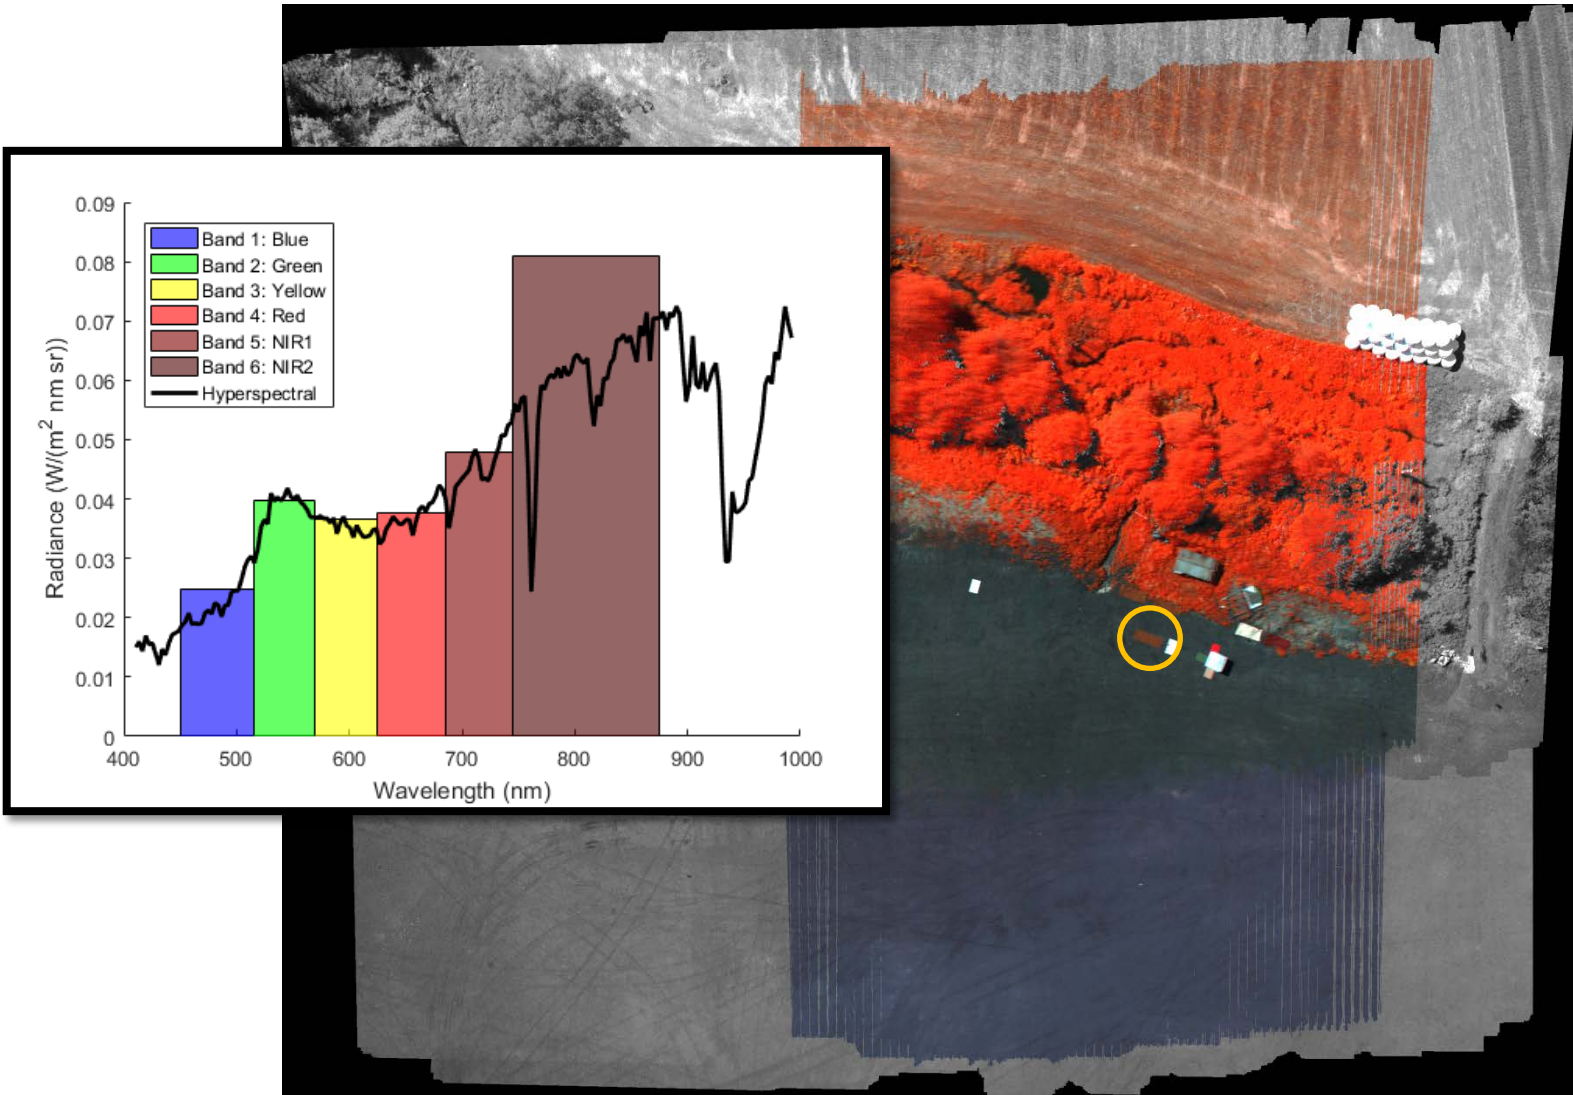 0.09
0.08
0.07
0.06
0.05
0.04
0.03
0.02
0.01
0
Radiance (W/(m² nm sr))
Band 1: Blue
Band 2: Green
Band 3: Yellow
Band 4: Red
Band 5: NIR1
Band 6: NIR2
Hyperspectral
400 500 600 700 800 900 1000
Wavelength (nm)